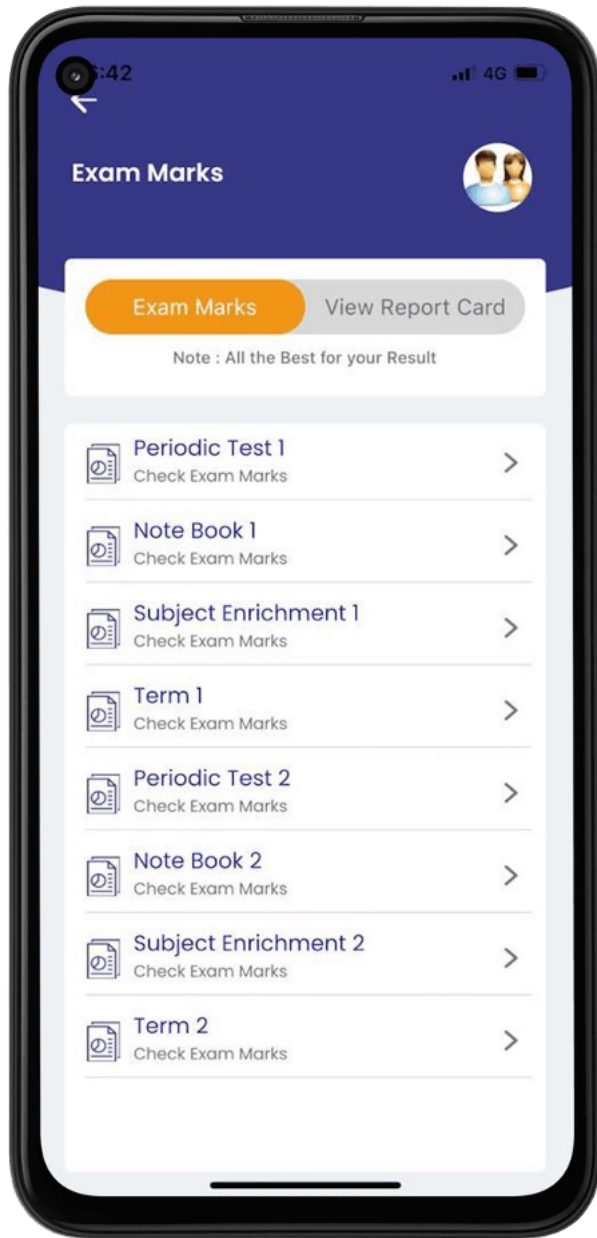 :42
4G
Exam Marks
Exam Marks
View Report Card
Note : All the Best for your Result
Periodic Test 1
Check Exam Marks
Note Book 1
Check Exam Marks
Subject Enrichment 1
Check Exam Marks
Term 1
Check Exam Marks
Periodic Test 2
Check Exam Marks
Note Book 2
Check Exam Marks
Subject Enrichment 2
Check Exam Marks
Term 2
Check Exam Marks